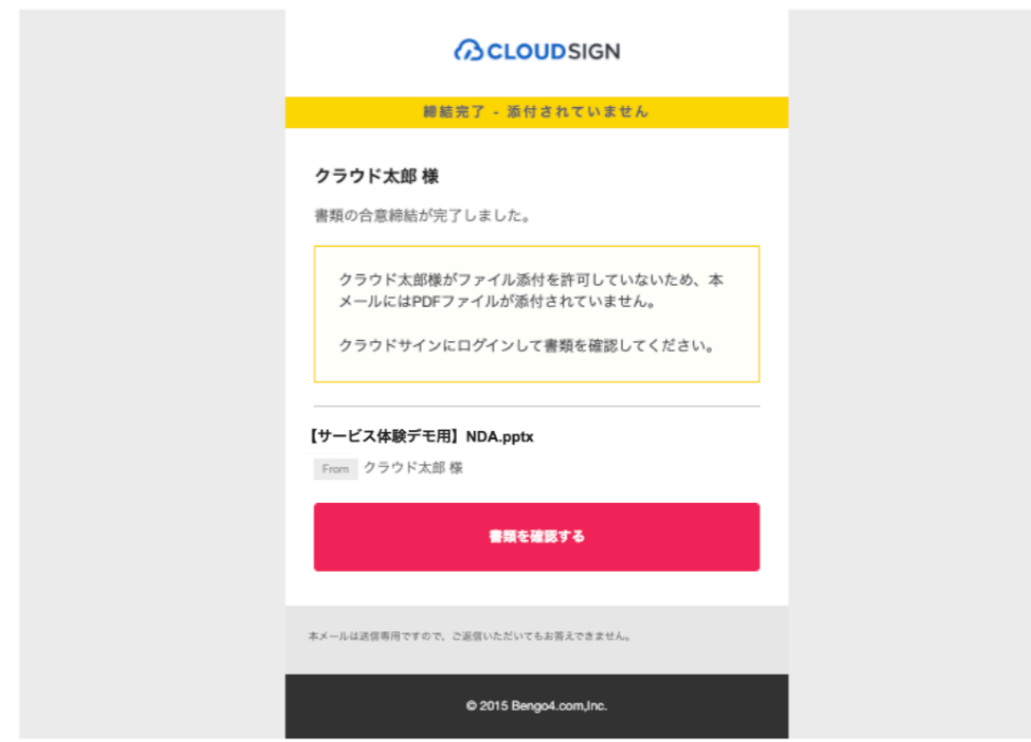 CLOUDSIGN
締結完了 - 添付されていません
クラウド太郎 様
書類の合意締結が完了しました。
クラウド太郎様がファイル添付を許可していないため、本
メールにはPDFファイルが添付されていません。
クラウドサインにログインして書類を確認してください。
【サービス体験デモ用】NDA.pptx
From クラウド太郎 様
書類を確認する
本メールは送信専用ですので、ご返信いただいてもお答えできません。
© 2015 Bengo4.com,Inc.